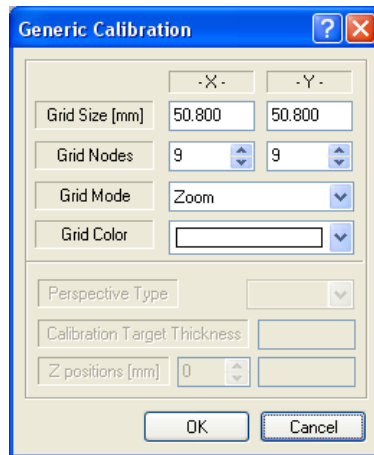 Generic Calibration
-X- -Y-
Grid Size [mm] 50.800 50.800
Grid Nodes 9 9
Grid Mode Zoom
Grid Color
Perspective Type
Calibration Target Thickness
Z positions [mm] 0
OK Cancel